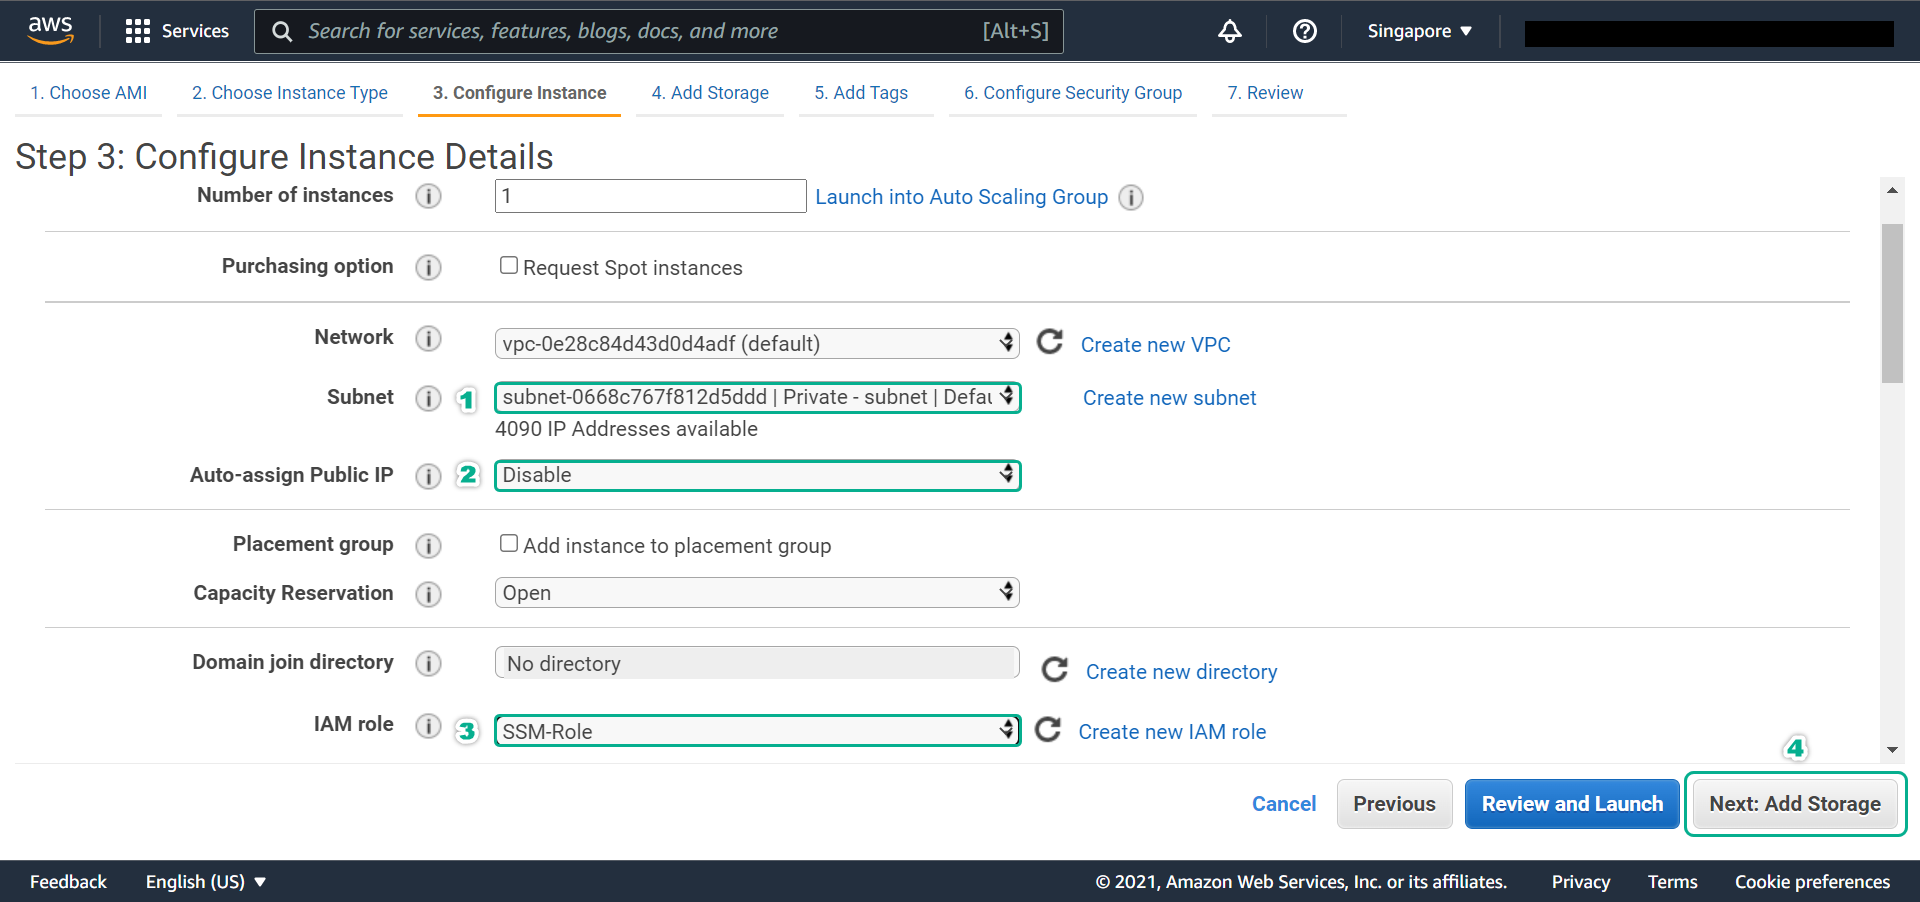 aws Services Search for services, features, blogs, docs, and more [Alt+S] Singapore
1. Choose AMI 2. Choose Instance Type 3. Configure Instance 4. Add Storage 5. Add Tags 6. Configure Security Group 7. Review
Step 3: Configure Instance Details
Number of instances 1 Launch into Auto Scaling Group
Purchasing option Request Spot instances
Network vpc-0e28c84d43d0d4adf (default) Create new VPC
Subnet 1 subnet-0668c767f812d5ddd | Private - subnet | Defau Create new subnet
4090 IP Addresses available
Auto-assign Public IP 2 Disable
Placement group Add instance to placement group
Capacity Reservation Open
Domain join directory No directory Create new directory
IAM role 3 SSM-Role Create new IAM role
4
Cancel Previous Review and Launch Next: Add Storage
Feedback English (US) © 2021, Amazon Web Services, Inc. or its affiliates. Privacy Terms Cookie preferences